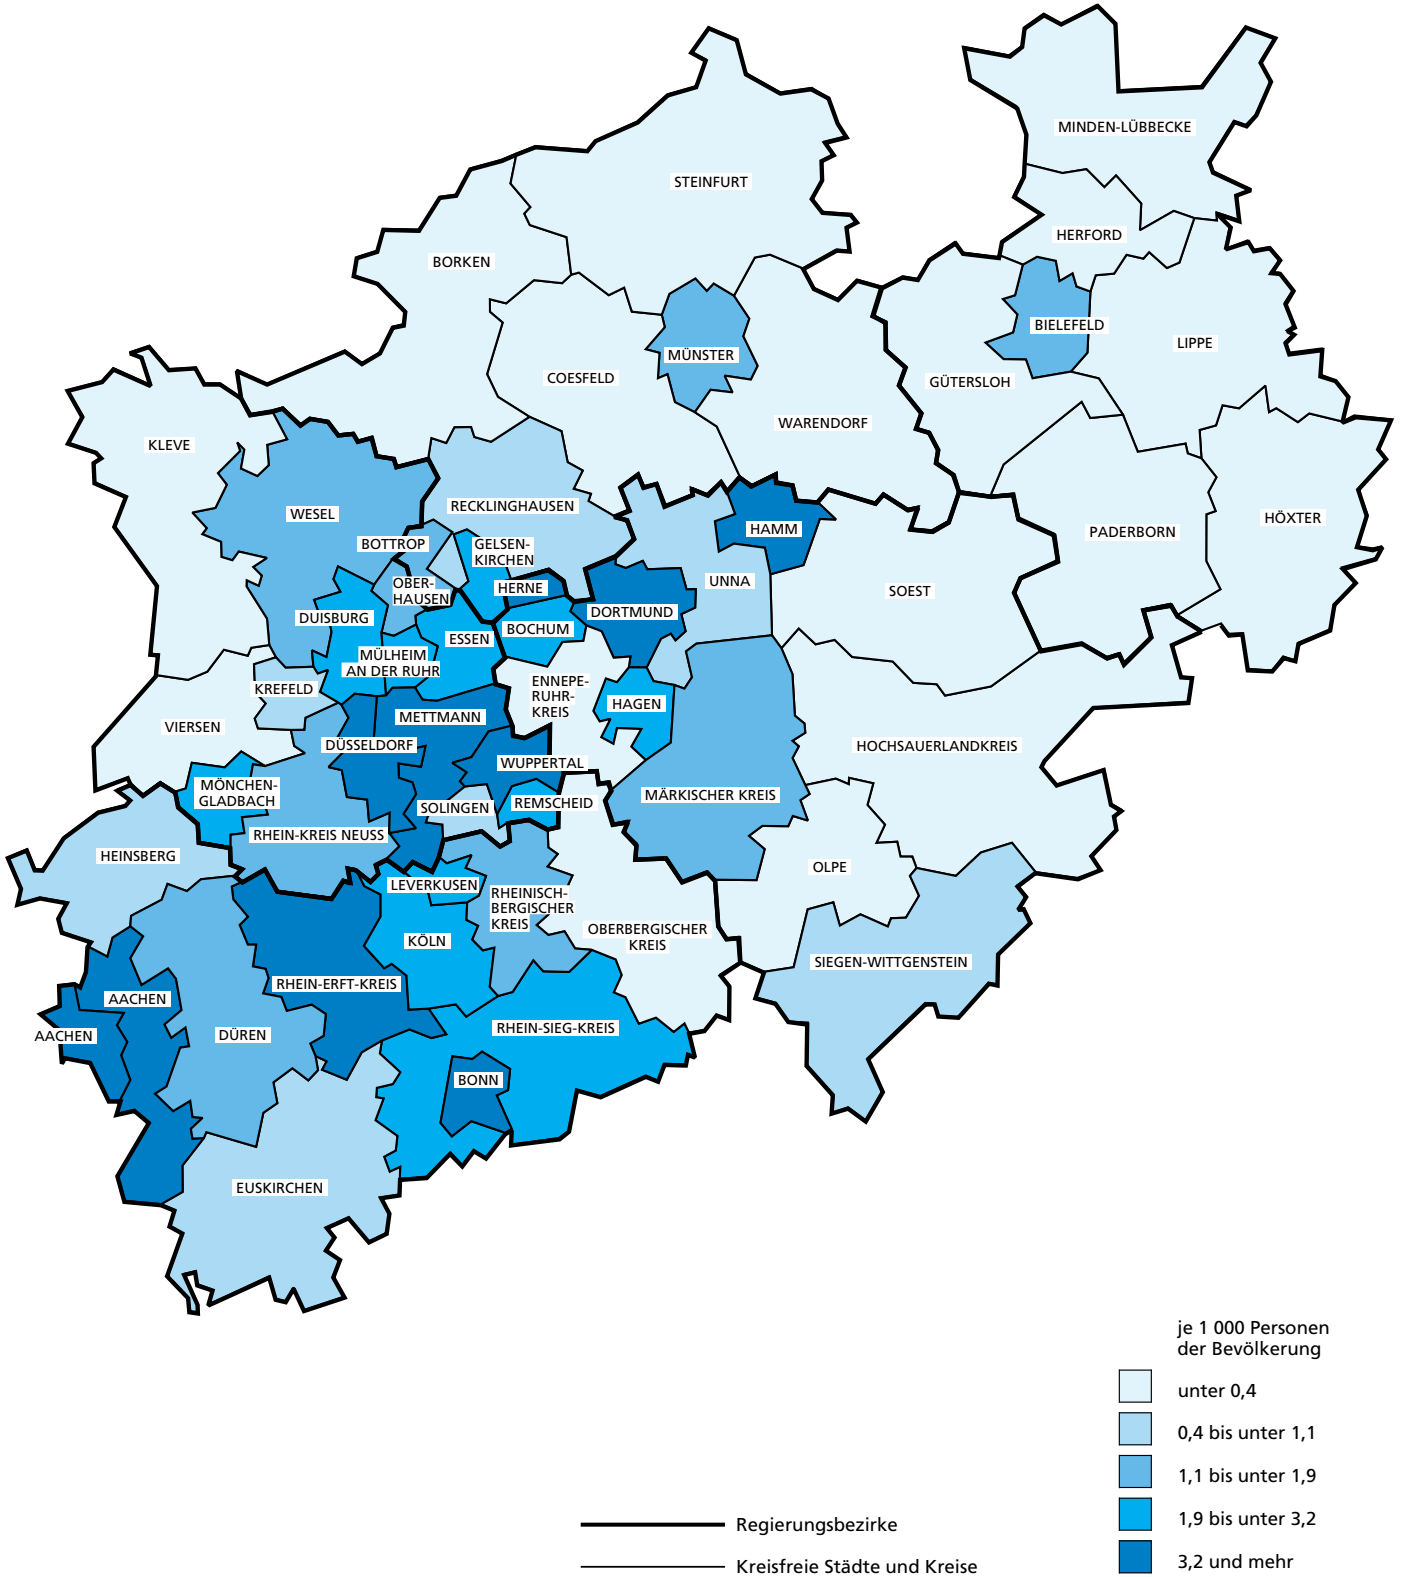 MINDEN-LÜBBECKE
STEINFURT
HERFORD
BORKEN
BIELEFELD
LIPPE
MÜNSTER
COESFELD
GÜTERSLOH
WARENDORF
KLEVE
RECKLINGHAUSEN
WESEL
HÖXTER
HAMM
PADERBORN
BOTTROP
GELSEN-
KIRCHEN
UNNA
OBER-
HAUSEN
HERNE
SOEST
DORTMUND
DUISBURG
BOCHUM
ESSEN
MÜLHEIM
AN DER RUHR
KREFELD
ENNEPE-
RUHR-
KREIS
HAGEN
METTMANN
VIERSEN
DÜSSELDORF
HOCHSAUERLANDKREIS
WUPPERTAL
MÖNCHEN-
GLADBACH
MÄRKISCHER KREIS
REMSCHEID
SOLINGEN
RHEIN-KREIS NEUSS
HEINSBERG
OLPE
LEVERKUSEN
RHEINISCH-
BERGISCHER
KREIS
OBERBERGISCHER
KREIS
KÖLN
SIEGEN-WITTGENSTEIN
RHEIN-ERFT-KREIS
AACHEN
RHEIN-SIEG-KREIS
AACHEN
DÜREN
BONN
EUSKIRCHEN
je 1 000 Personen
der Bevölkerung
unter 0,4
0,4 bis unter 1,1
1,1 bis unter 1,9
1,9 bis unter 3,2
3,2 und mehr
Regierungsbezirke
Kreisfreie Städte und Kreise